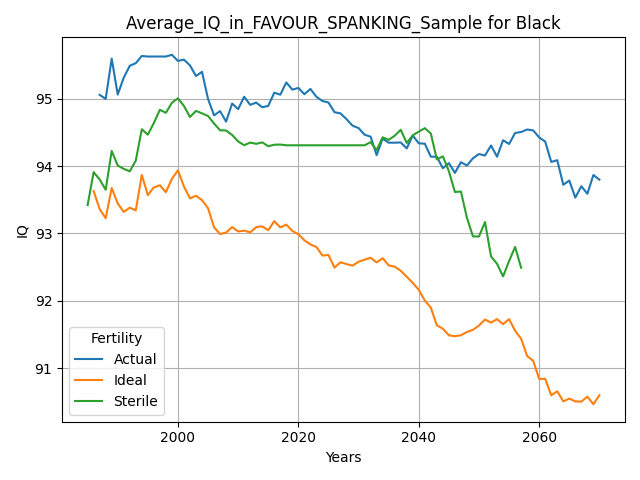 Average_IQ_in_FAVOUR_SPANKING_Sample for Black
95
94
93
92
91
IQ
Fertility
Actual
Ideal
Sterile
2000
2020
2040
2060
Years